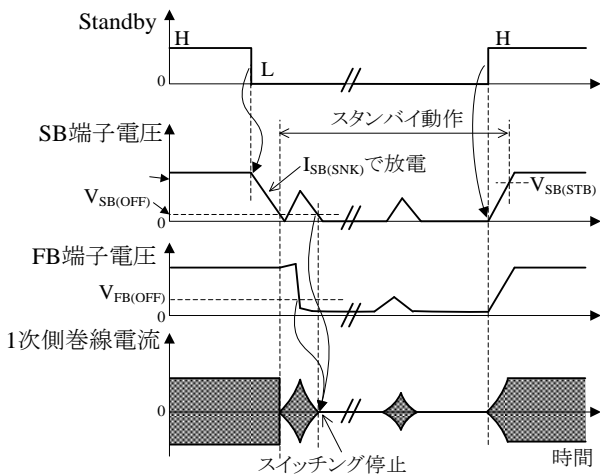 Standby
H
H
L
0
スタンバイ動作
SB端子電圧
I_SB(SNK)で放電
V_SB(STB)
V_SB(OFF)
0
FB端子電圧
V_FB(OFF)
0
1次側巻線電流
0
時間
スイッチング停止